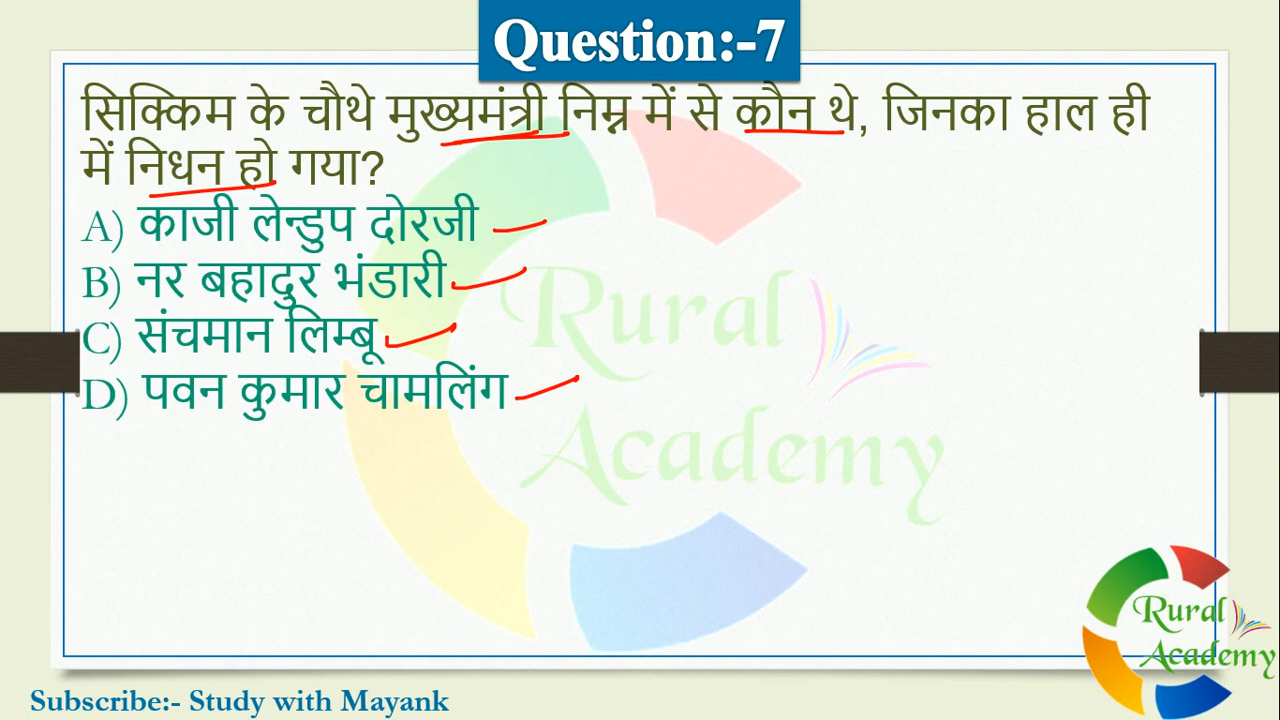 Question:-7
सिक्किम के चौथे मुख्यमंत्री निम्न में से कौन थे, जिनका हाल ही
में निधन हो गया?
A) काजी लेन्डुप दोरजी
B) नर बहादुर भंडारी
C) संचमान लिम्बू
D) पवन कुमार चामलिंग
Rural
Academy
Rural
Academy
Subscribe:- Study with Mayank